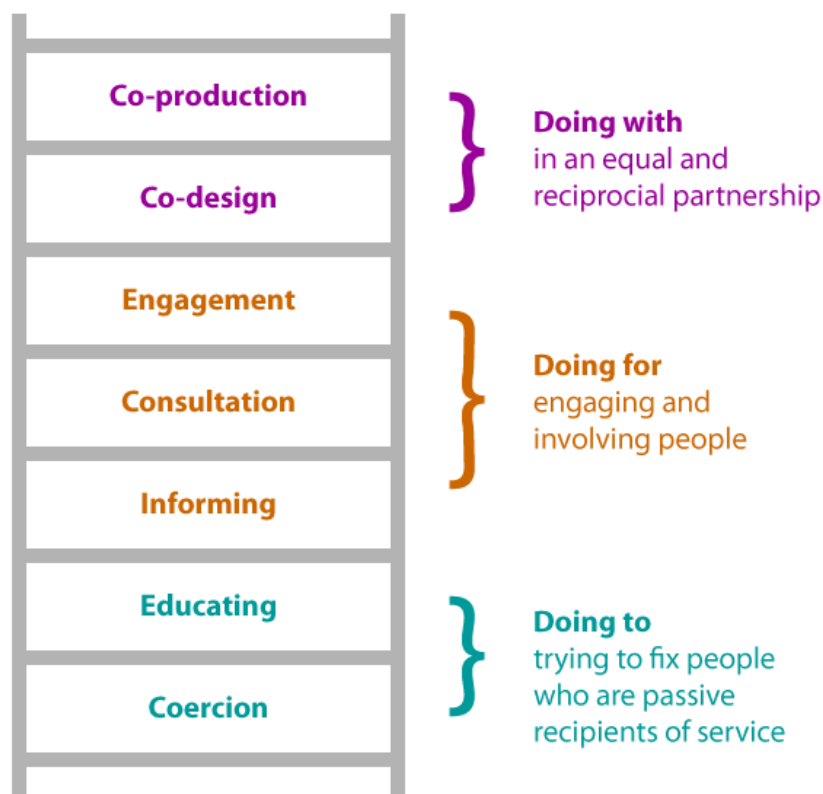 Co-production
Co-design
Engagement
Consultation
Informing
Educating
Coercion
Doing with
in an equal and
reciprocial partnership
Doing for
engaging and
involving people
Doing to
trying to fix people
who are passive
recipients of service